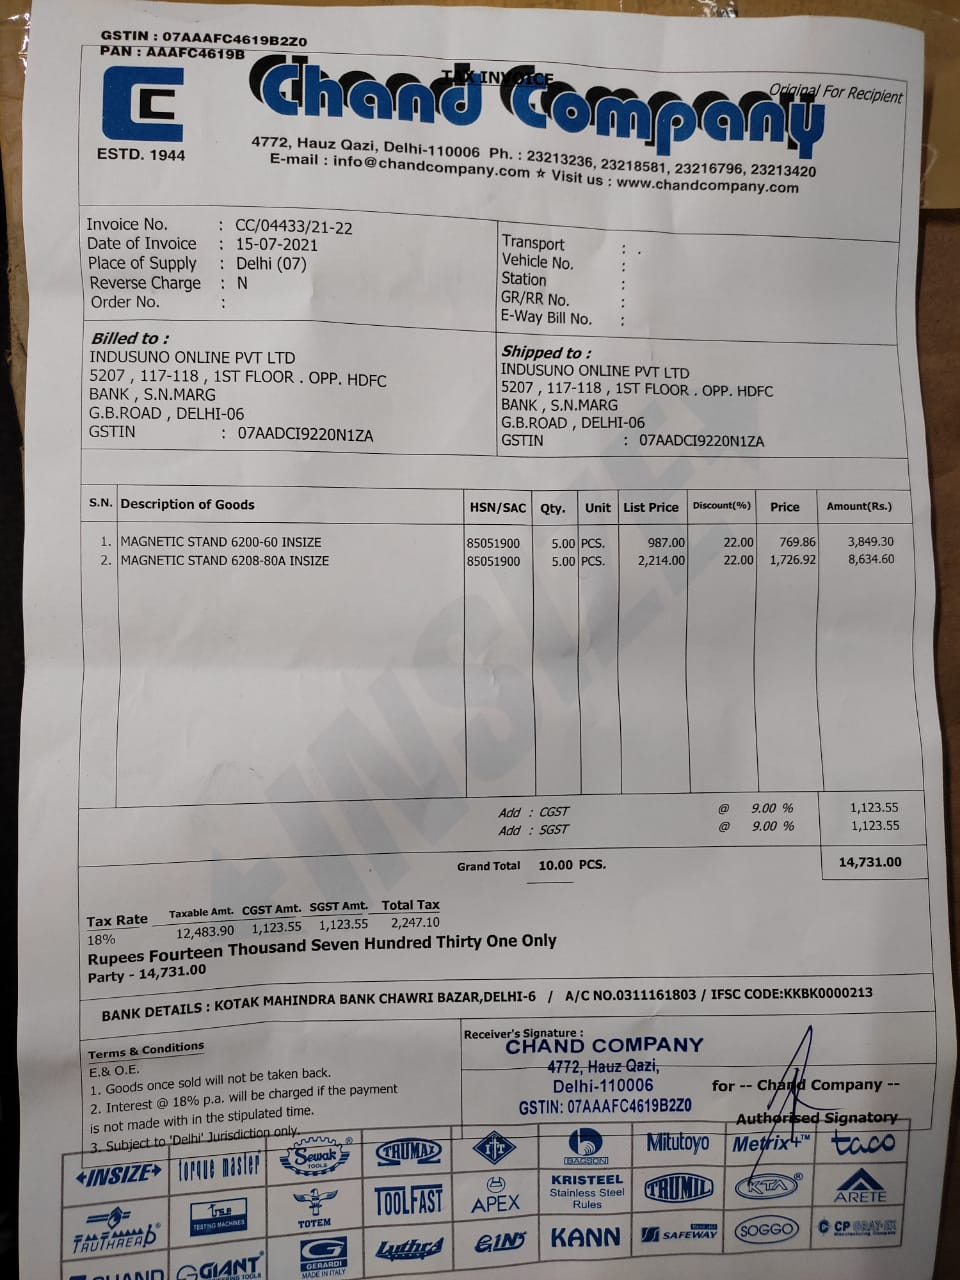 GSTIN : 07AAAFC4619B2Z0
PAN : AAAFC4619B
TAX INVOICE
Original For Recipient
C
ESTD. 1944
Chand Company
4772, Hauz Qazi, Delhi-110006 Ph. : 23213236, 23218581, 23216796, 23213420
E-mail : info@chandcompany.com ☆ Visit us : www.chandcompany.com
Invoice No. : CC/04433/21-22
Date of Invoice : 15-07-2021
Place of Supply : Delhi (07)
Reverse Charge : N
Order No. :
Transport : .
Vehicle No. :
Station :
GR/RR No. :
E-Way Bill No. :
Billed to :
INDUSUNO ONLINE PVT LTD
5207 , 117-118 , 1ST FLOOR . OPP. HDFC
BANK , S.N.MARG
G.B.ROAD , DELHI-06
GSTIN : 07AADCI9220N1ZA
Shipped to :
INDUSUNO ONLINE PVT LTD
5207 , 117-118 , 1ST FLOOR . OPP. HDFC
BANK , S.N.MARG
G.B.ROAD , DELHI-06
GSTIN : 07AADCI9220N1ZA
S.N. Description of Goods HSN/SAC Qty. Unit List Price Discount(%) Price Amount(Rs.)
1. MAGNETIC STAND 6200-60 INSIZE 85051900 5.00 PCS. 987.00 22.00 769.86 3,849.30
2. MAGNETIC STAND 6208-80A INSIZE 85051900 5.00 PCS. 2,214.00 22.00 1,726.92 8,634.60
INSIZE
Add : CGST @ 9.00 % 1,123.55
Add : SGST @ 9.00 % 1,123.55
Grand Total 10.00 PCS. 14,731.00
Tax Rate Taxable Amt. CGST Amt. SGST Amt. Total Tax
18% 12,483.90 1,123.55 1,123.55 2,247.10
Rupees Fourteen Thousand Seven Hundred Thirty One Only
Party - 14,731.00
BANK DETAILS : KOTAK MAHINDRA BANK CHAWRI BAZAR,DELHI-6 / A/C NO.0311161803 / IFSC CODE:KKBK0000213
Terms & Conditions
E.& O.E.
1. Goods once sold will not be taken back.
2. Interest @ 18% p.a. will be charged if the payment
is not made with in the stipulated time.
3. Subject to 'Delhi' Jurisdiction only.
Receiver's Signature :
CHAND COMPANY
4772, Hauz Qazi,
Delhi-110006
GSTIN: 07AAAFC4619B2Z0
for -- Chand Company --
Authorised Signatory
INSIZE torque master Sewak TOOLS TRUMAX BAGSON Mitutoyo Metrix+™ taco
TRUTHREAD TSB TESTING MACHINES TOTEM TOOLFAST APEX KRISTEEL Stainless Steel Rules TRUMIL KTA ARETE
CHAND GIANT GERARDI MADE IN ITALY Luthra GINS KANN SAFEWAY SOGGO CP